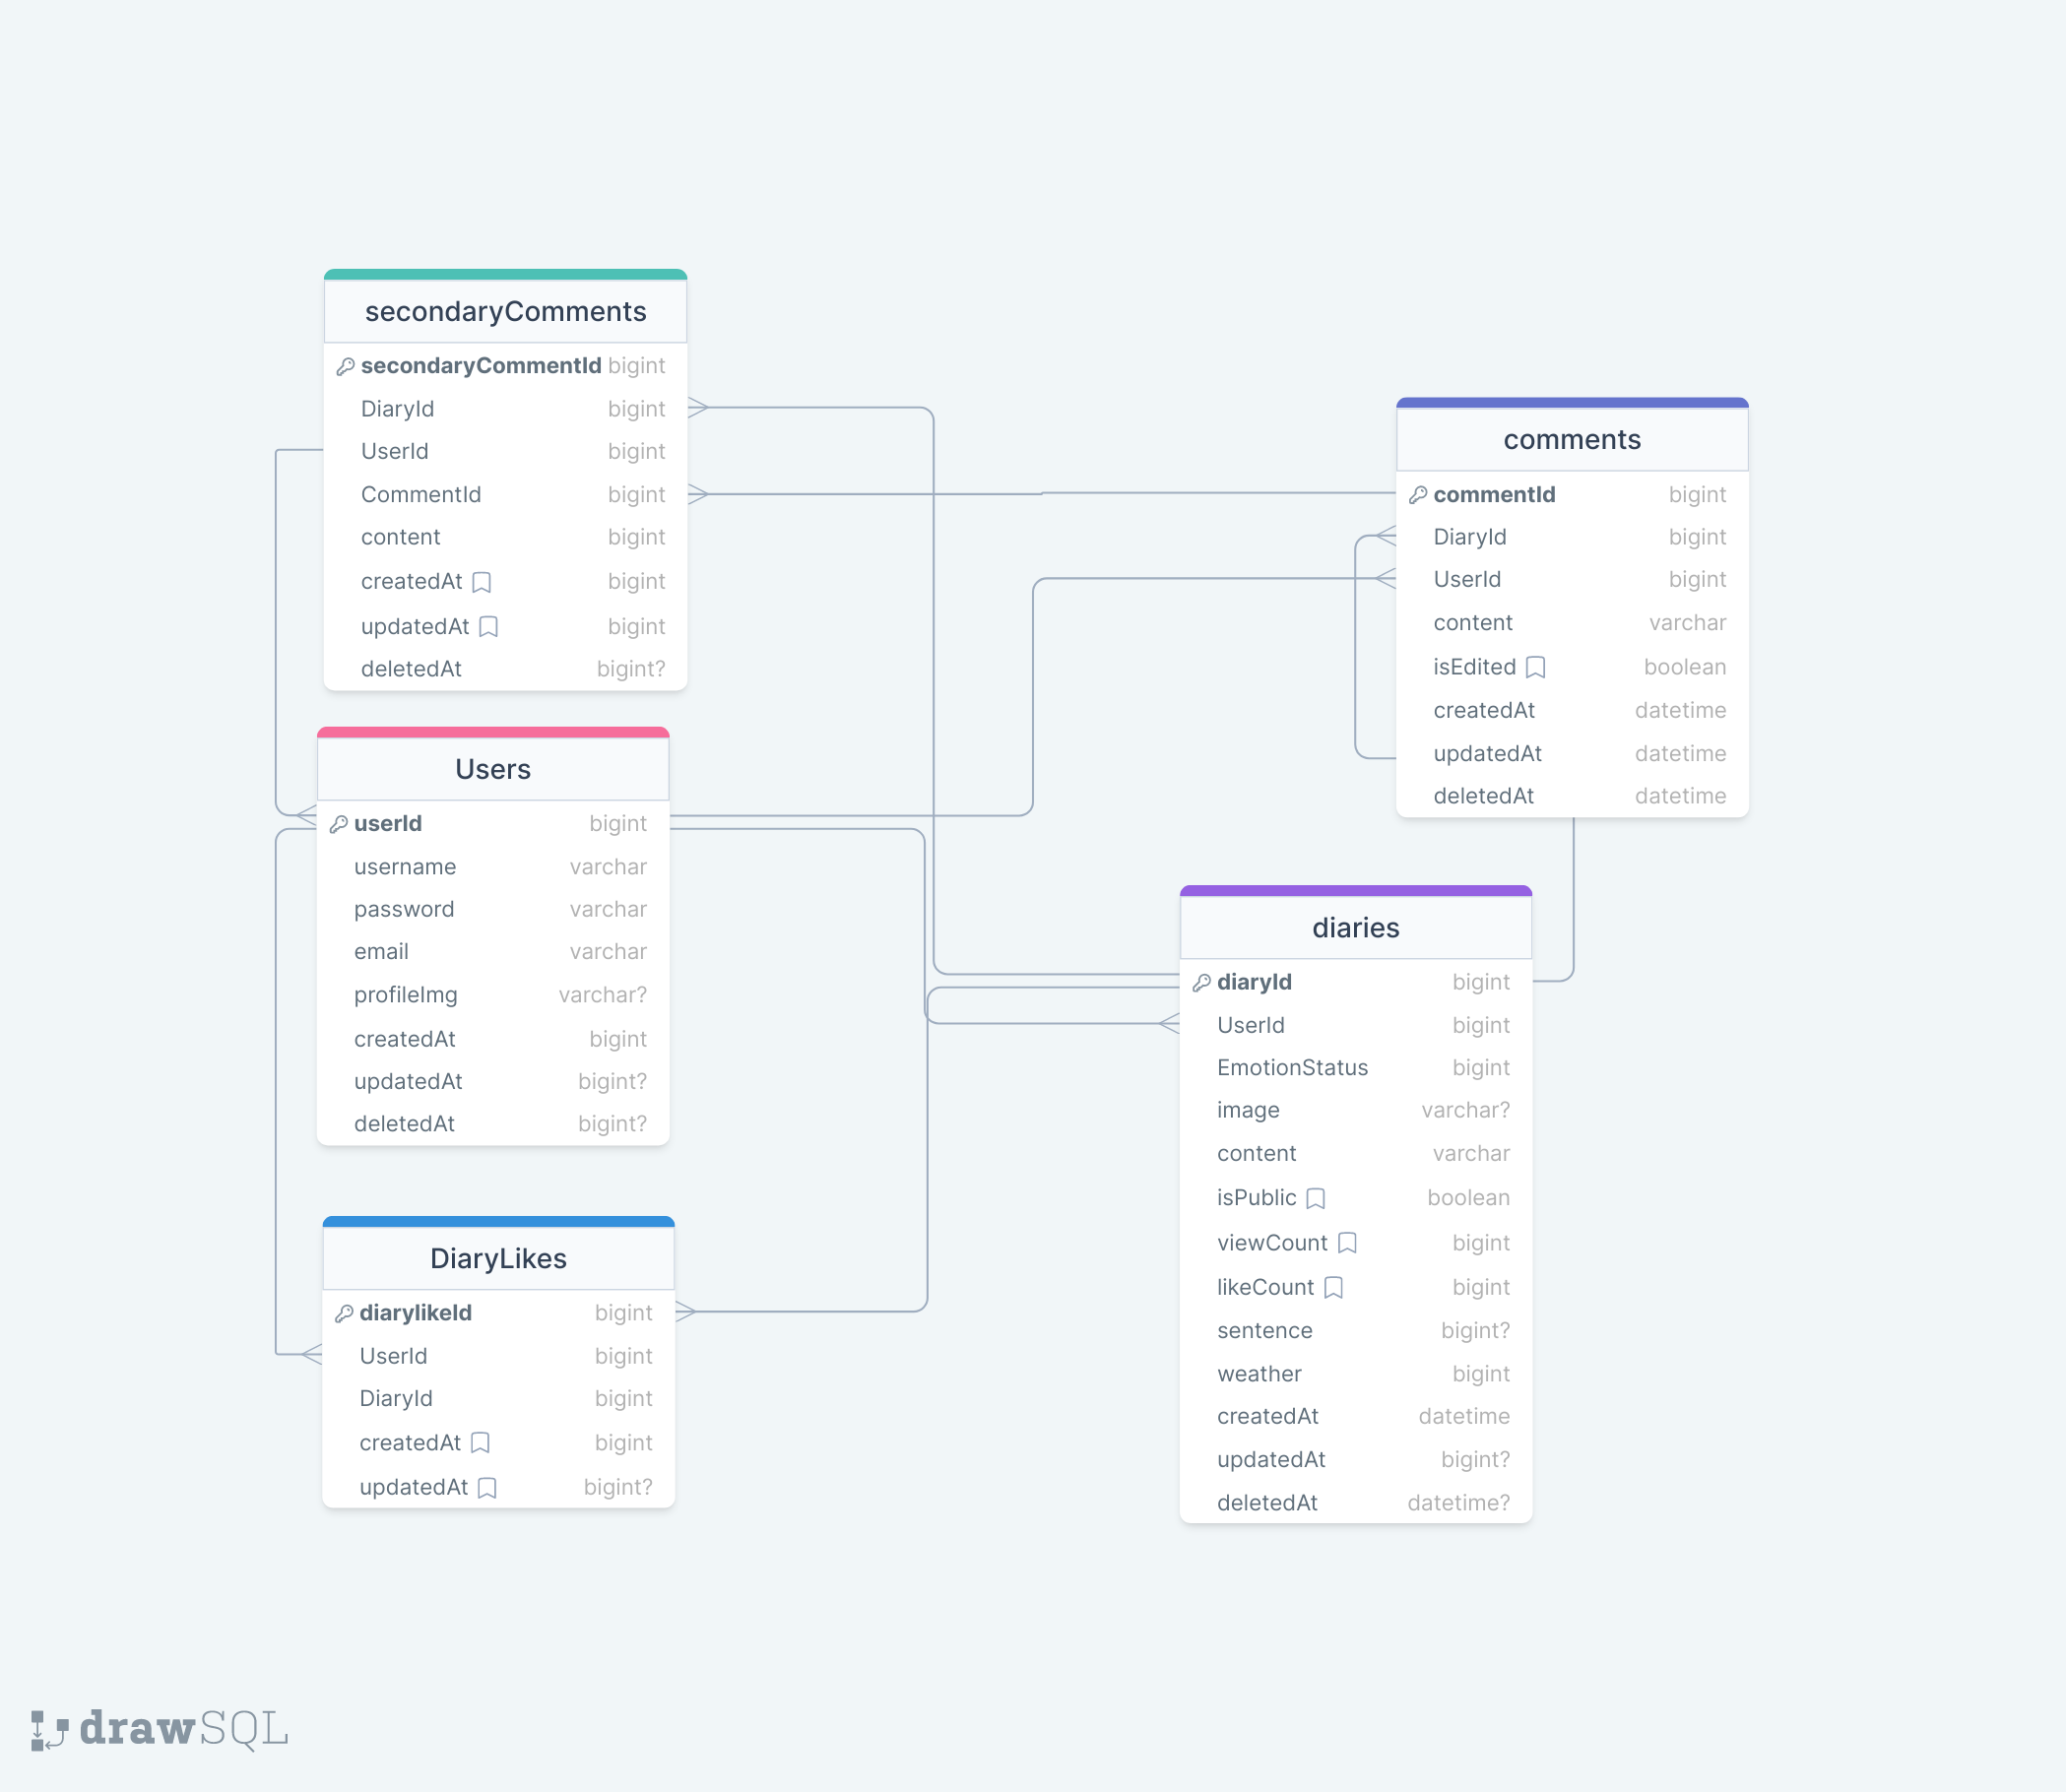 secondaryComments
secondaryCommentId bigint
DiaryId bigint
UserId bigint
CommentId bigint
content bigint
createdAt bigint
updatedAt bigint
deletedAt bigint?
comments
commentId bigint
DiaryId bigint
UserId bigint
content varchar
isEdited boolean
createdAt datetime
updatedAt datetime
deletedAt datetime
Users
userId bigint
username varchar
password varchar
email varchar
profileImg varchar?
createdAt bigint
updatedAt bigint?
deletedAt bigint?
diaries
diaryId bigint
UserId bigint
EmotionStatus bigint
image varchar?
content varchar
isPublic boolean
viewCount bigint
likeCount bigint
sentence bigint?
weather bigint
createdAt datetime
updatedAt bigint?
deletedAt datetime?
DiaryLikes
diarylikeId bigint
UserId bigint
DiaryId bigint
createdAt bigint
updatedAt bigint?
drawSQL